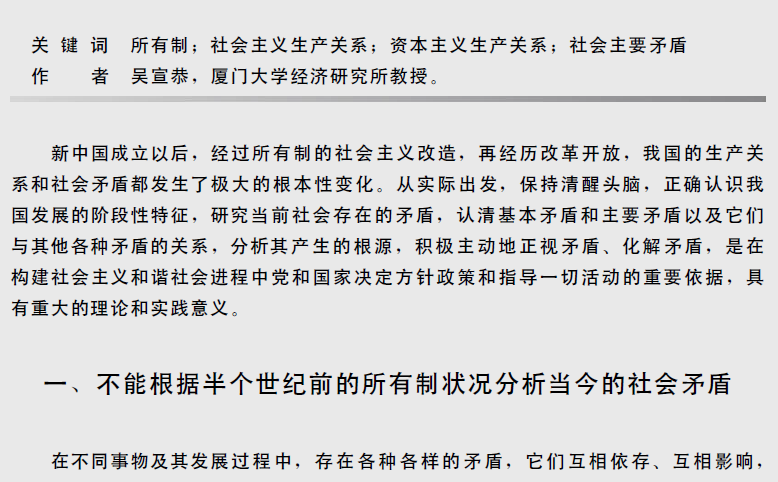 关键词 所有制；社会主义生产关系；资本主义生产关系；社会主要矛盾
作者 吴宣恭，厦门大学经济研究所教授。
新中国成立以后，经过所有制的社会主义改造，再经历改革开放，我国的生产关
系和社会矛盾都发生了极大的根本性变化。从实际出发，保持清醒头脑，正确认识我
国发展的阶段性特征，研究当前社会存在的矛盾，认清基本矛盾和主要矛盾以及它们
与其他各种矛盾的关系，分析其产生的根源，积极主动地正视矛盾、化解矛盾，是在
构建社会主义和谐社会进程中党和国家决定方针政策和指导一切活动的重要依据，具
有重大的理论和实践意义。
一、不能根据半个世纪前的所有制状况分析当今的社会矛盾
在不同事物及其发展过程中，存在各种各样的矛盾，它们互相依存、互相影响，